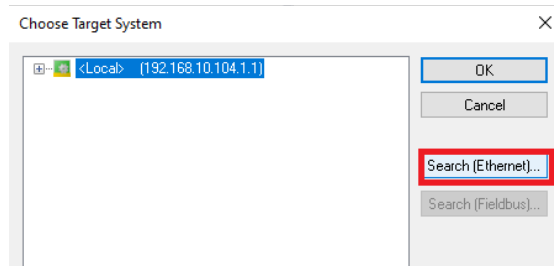 Choose Target System
<Local> (192.168.10.104.1.1)
OK
Cancel
Search (Ethernet)...
Search (Fieldbus)...